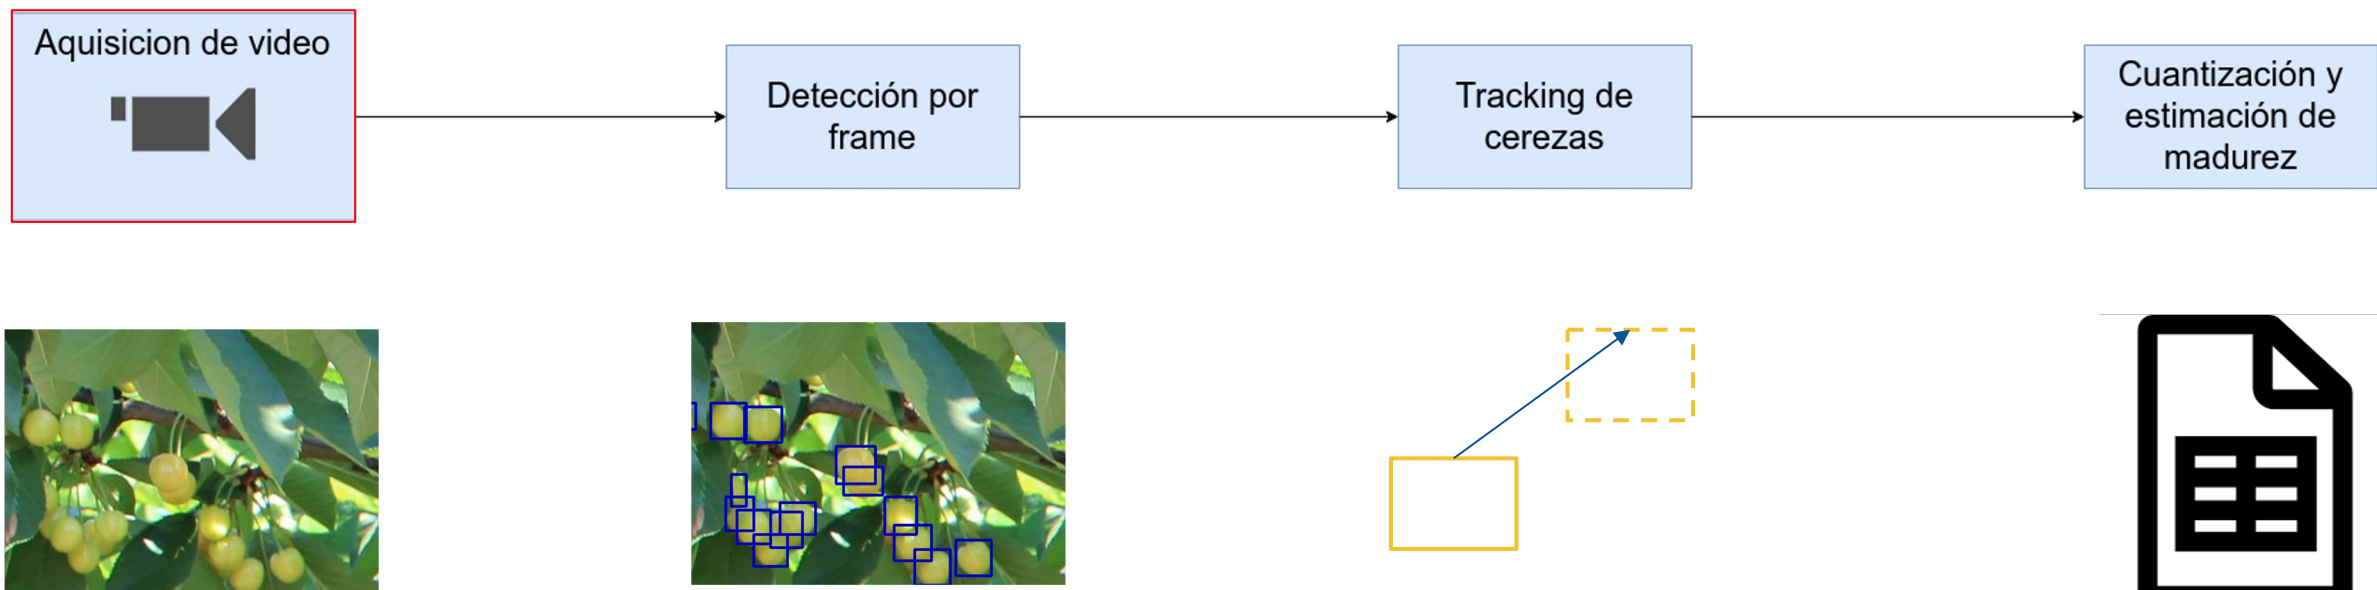 Aquisicion de video
Detección por
frame
Tracking de
cerezas
Cuantización y
estimación de
madurez